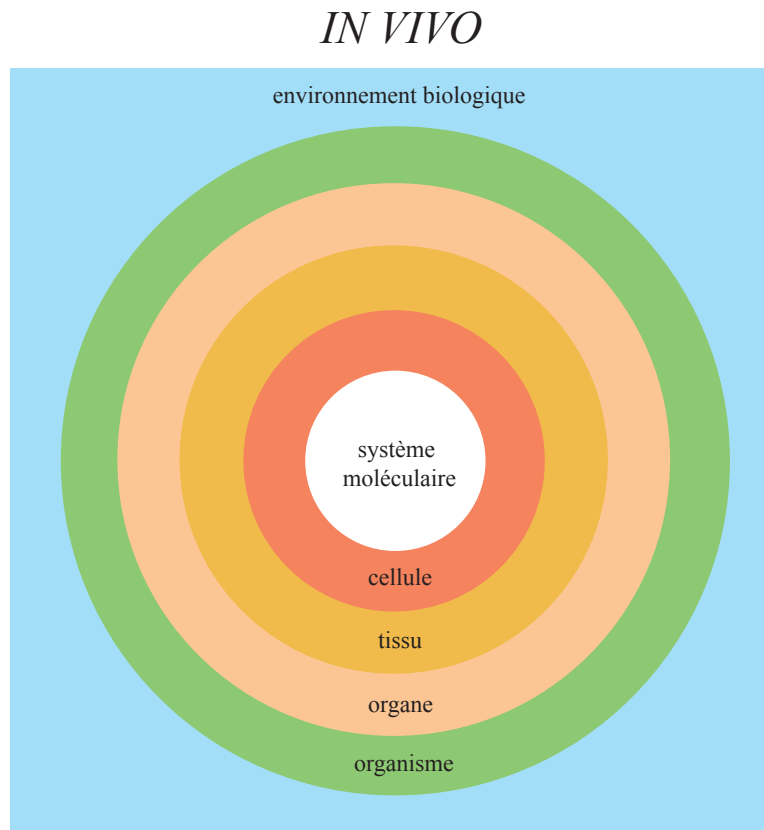 IN VIVO
environnement biologique
système
moléculaire
cellule
tissu
organe
organisme